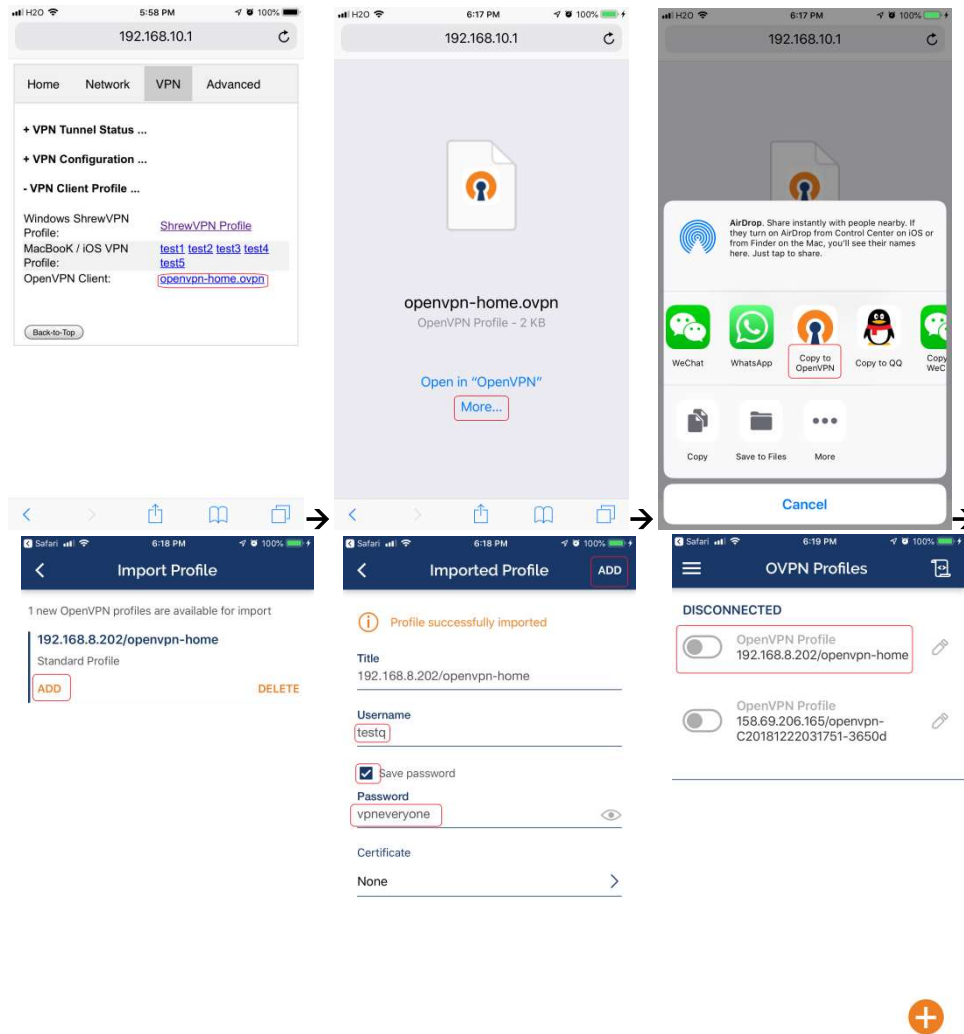 H2O 5:58 PM 100%
192.168.10.1
Home Network VPN Advanced
+ VPN Tunnel Status ...
+ VPN Configuration ...
- VPN Client Profile ...
Windows ShrewVPN
Profile:
ShrewVPN Profile
MacBooK / iOS VPN
Profile:
test1 test2 test3 test4
test5
OpenVPN Client:
openvpn-home.ovpn
Back-to-Top
H2O 6:17 PM 100%
192.168.10.1
openvpn-home.ovpn
OpenVPN Profile - 2 KB
Open in “OpenVPN”
More...
H2O 6:17 PM 100%
192.168.10.1
AirDrop. Share instantly with people nearby. If
they turn on AirDrop from Control Center on iOS or
from Finder on the Mac, you'll see their names
here. Just tap to share.
WeChat
WhatsApp
Copy to
OpenVPN
Copy to QQ
Copy
WeC
Copy
Save to Files
More
Cancel
Safari 6:18 PM 100%
Import Profile
1 new OpenVPN profiles are available for import
192.168.8.202/openvpn-home
Standard Profile
ADD DELETE
Safari 6:18 PM 100%
Imported Profile ADD
Profile successfully imported
Title
192.168.8.202/openvpn-home
Username
testq
Save password
Password
vpneveryone
Certificate
None
Safari 6:19 PM 100%
OVPN Profiles
DISCONNECTED
OpenVPN Profile
192.168.8.202/openvpn-home
OpenVPN Profile
158.69.206.165/openvpn-
C20181222031751-3650d